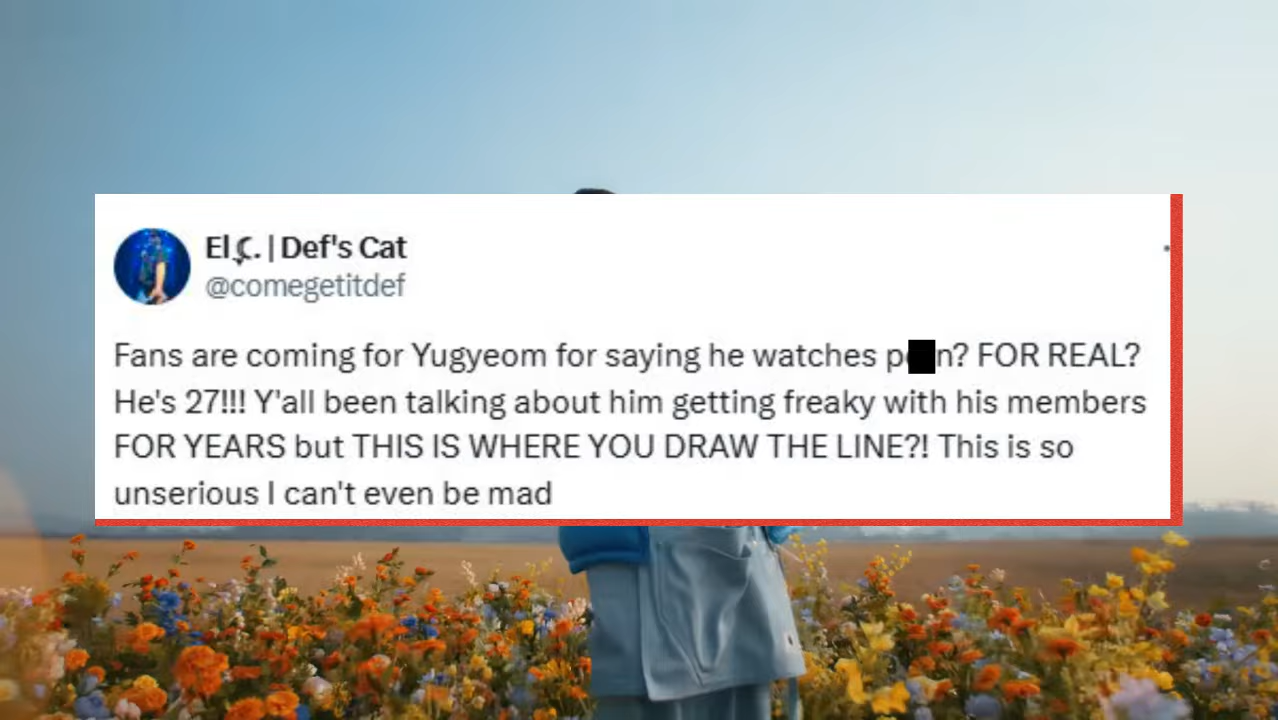 El☾. | Def's Cat
@comegetitdef
Fans are coming for Yugyeom for saying he watches p█n? FOR REAL?
He's 27!!! Y'all been talking about him getting freaky with his members
FOR YEARS but THIS IS WHERE YOU DRAW THE LINE?! This is so
unserious I can't even be mad